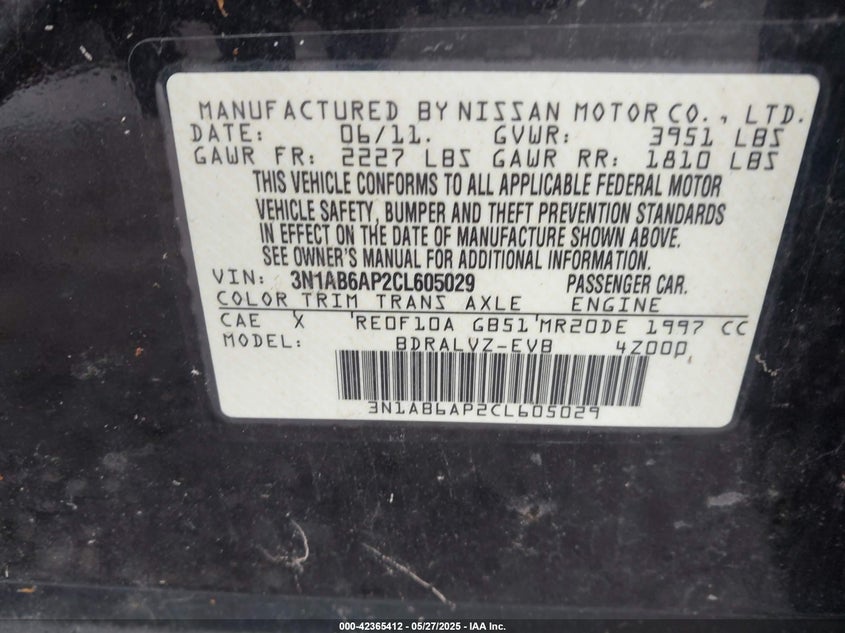 MANUFACTURED BY NISSAN MOTOR CO., LTD.
DATE: 06/11. GVWR: 3951 LBS
GAWR FR: 2227 LBS GAWR RR: 1810 LBS
THIS VEHICLE CONFORMS TO ALL APPLICABLE FEDERAL MOTOR
VEHICLE SAFETY, BUMPER AND THEFT PREVENTION STANDARDS
IN EFFECT ON THE DATE OF MANUFACTURE SHOWN ABOVE.
SEE OWNER'S MANUAL FOR ADDITIONAL INFORMATION.
VIN: 3N1AB6AP2CL605029 PASSENGER CAR.
COLOR TRIM TRANS AXLE ENGINE
CAE X RE0F10A GB51 MR20DE 1997 CC
MODEL: BDRALVZ-EVB 4Z00D
3N1AB6AP2CL605029
000-42365412 - 05/27/2025 - IAA Inc.